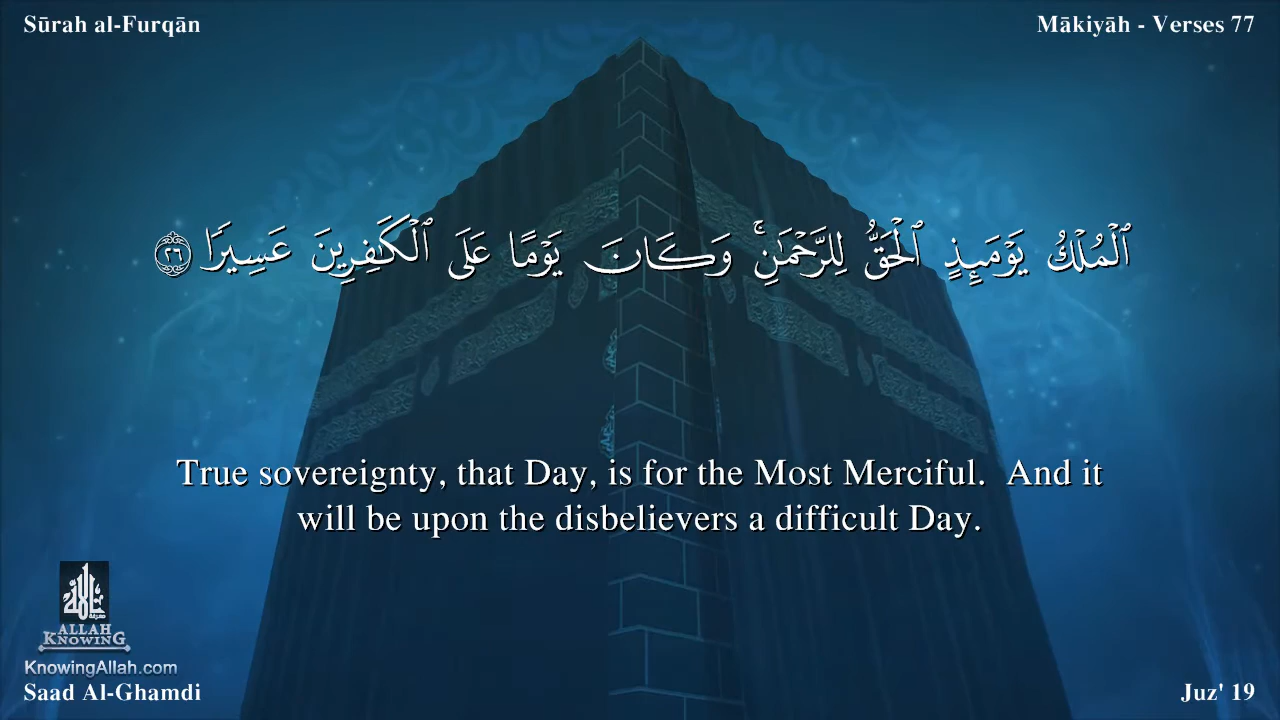 Sūrah al-Furqān
Mākiyāh - Verses 77
ٱلْمُلْكُ يَوْمَئِذٍ ٱلْحَقُّ لِلرَّحْمَٰنِ ۚ وَكَانَ يَوْمًا عَلَى ٱلْكَٰفِرِينَ عَسِيرًا ٢٦
True sovereignty, that Day, is for the Most Merciful. And it
will be upon the disbelievers a difficult Day.
ALLAH
KNOWING
KnowingAllah.com
Saad Al-Ghamdi
Juz' 19